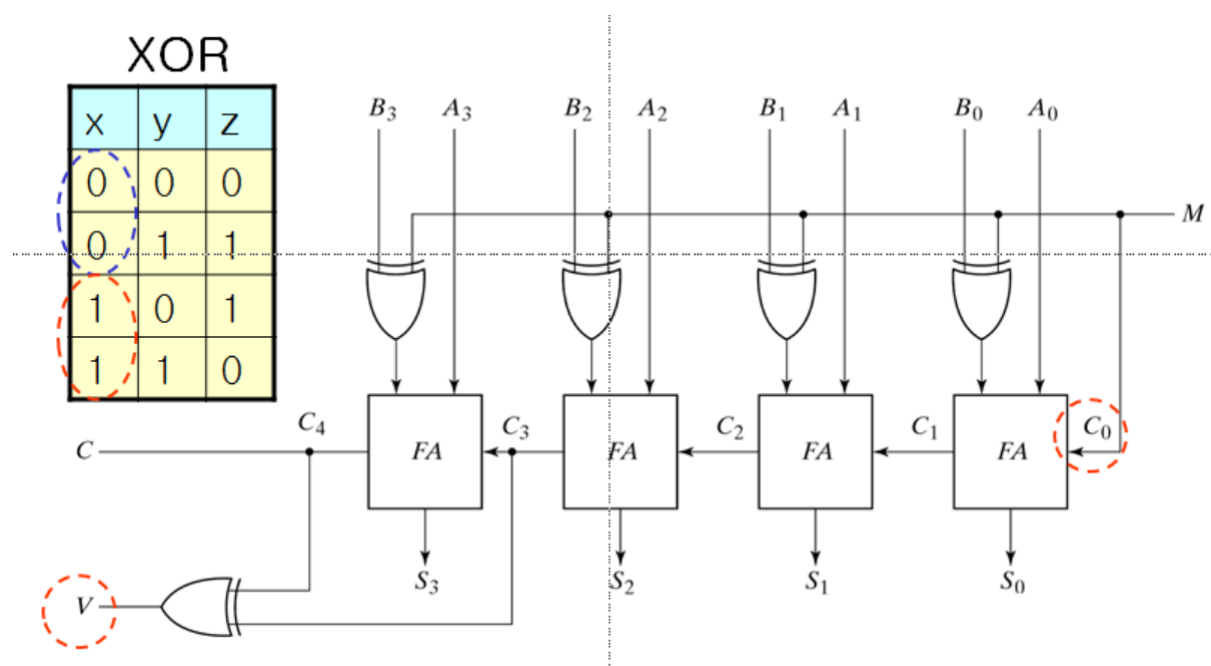 XOR
x y z
0 0 0
0 1 1
1 0 1
1 1 0
B₃ A₃ B₂ A₂ B₁ A₁ B₀ A₀
M
C C₄ C₃ C₂ C₁ C₀
FA FA FA FA
S₃ S₂ S₁ S₀
V